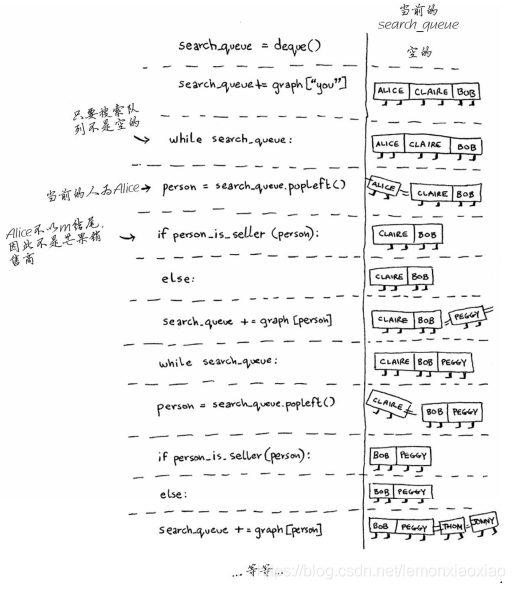 当前的
search_queue
search_queue = deque()
空的
search_queue += graph["you"]
ALICE CLAIRE BOB
只要搜索队
列不是空的
while search_queue:
ALICE CLAIRE BOB
当前的人为Alice
person = search_queue.popLeft()
ALICE CLAIRE BOB
Alice不以m结尾,
因此不是芒果销
售商
if person_is_seller (person):
CLAIRE BOB
else:
CLAIRE BOB
search_queue += graph [person]
CLAIRE BOB PEGGY
while search_queue:
CLAIRE BOB PEGGY
person = search_queue.popleft()
CLAIRE BOB PEGGY
if person_is_seller (person):
BOB PEGGY
else:
BOB PEGGY
search_queue += graph [person]
BOB PEGGY THOM JONNY
... 等等...
https://blog.csdn.net/lemonxiaoxiao